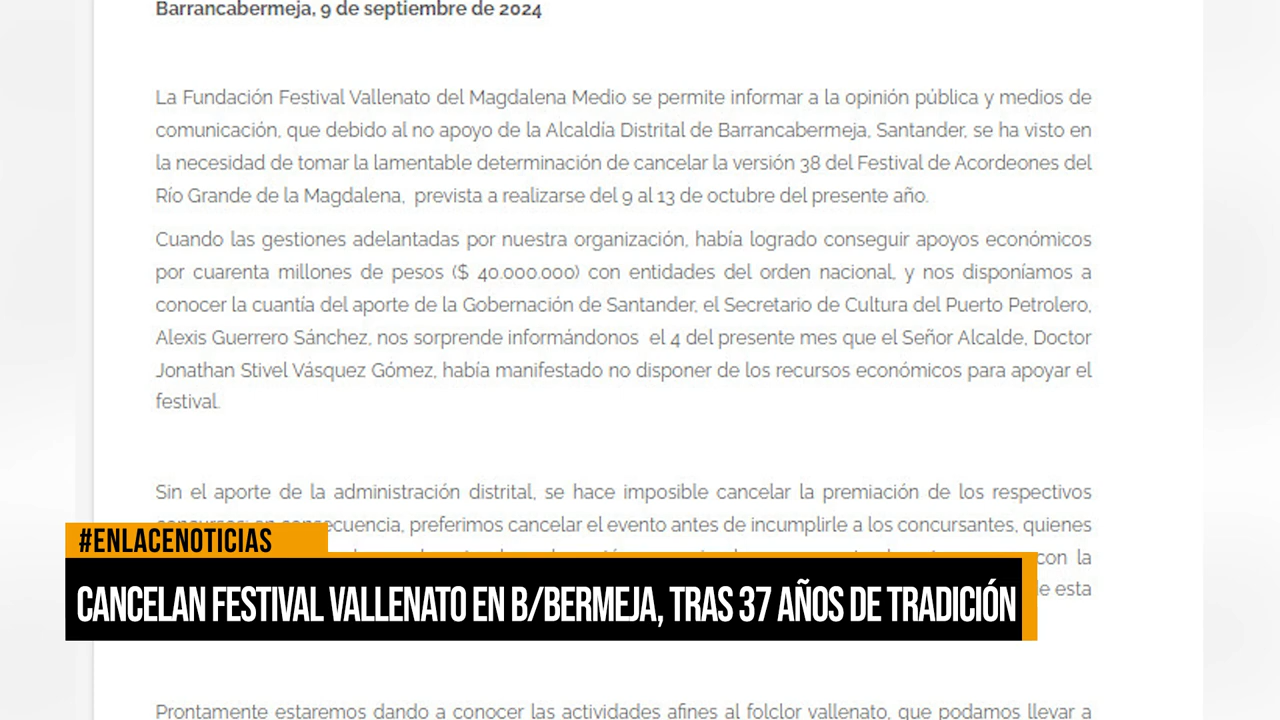 Barrancabermeja, 9 de septiembre de 2024
La Fundación Festival Vallenato del Magdalena Medio se permite informar a la opinión pública y medios de
comunicación, que debido al no apoyo de la Alcaldía Distrital de Barrancabermeja, Santander, se ha visto en
la necesidad de tomar la lamentable determinación de cancelar la versión 38 del Festival de Acordeones del
Río Grande de la Magdalena, prevista a realizarse del 9 al 13 de octubre del presente año.
Cuando las gestiones adelantadas por nuestra organización, había logrado conseguir apoyos económicos
por cuarenta millones de pesos ($ 40.000.000) con entidades del orden nacional, y nos disponíamos a
conocer la cuantía del aporte de la Gobernación de Santander, el Secretario de Cultura del Puerto Petrolero,
Alexis Guerrero Sánchez, nos sorprende informándonos el 4 del presente mes que el Señor Alcalde, Doctor
Jonathan Stivel Vásquez Gómez, había manifestado no disponer de los recursos económicos para apoyar el
festival.
Sin el aporte de la administración distrital, se hace imposible cancelar la premiación de los respectivos
preferimos cancelar el evento antes de incumplirle a los concursantes, quienes
con la
esta
#ENLACENOTICIAS
CANCELAN FESTIVAL VALLENATO EN B/BERMEJA, TRAS 37 AÑOS DE TRADICIÓN
Prontamente estaremos dando a conocer las actividades afines al folclor vallenato, que podamos llevar a